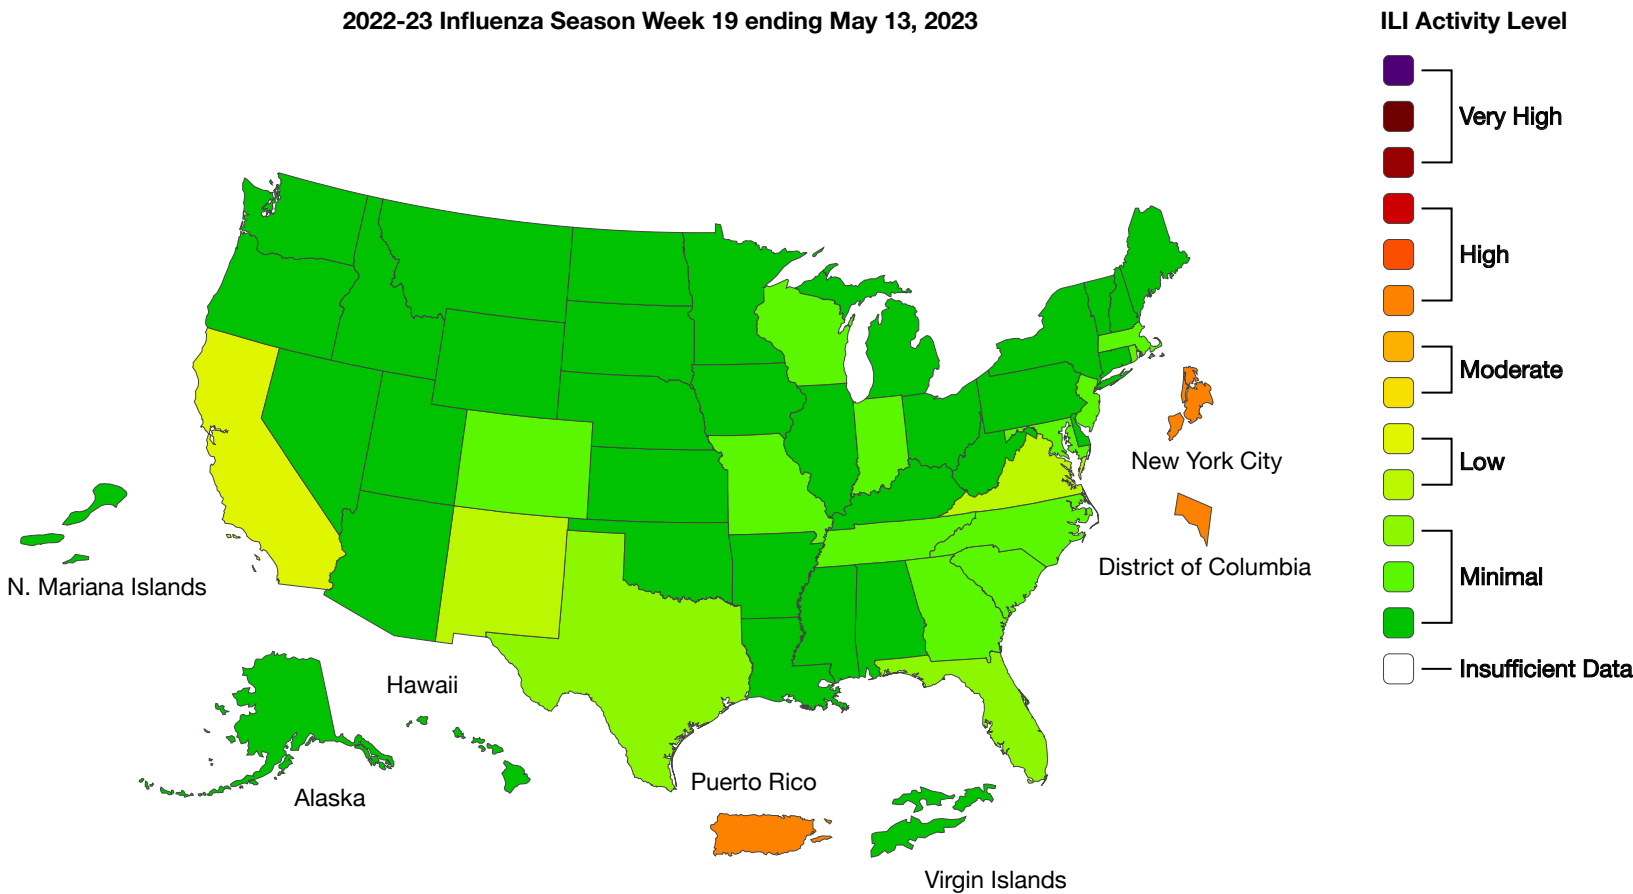 2022-23 Influenza Season Week 19 ending May 13, 2023
ILI Activity Level
Very High
High
Moderate
Low
Minimal
Insufficient Data
New York City
District of Columbia
N. Mariana Islands
Hawaii
Alaska
Puerto Rico
Virgin Islands